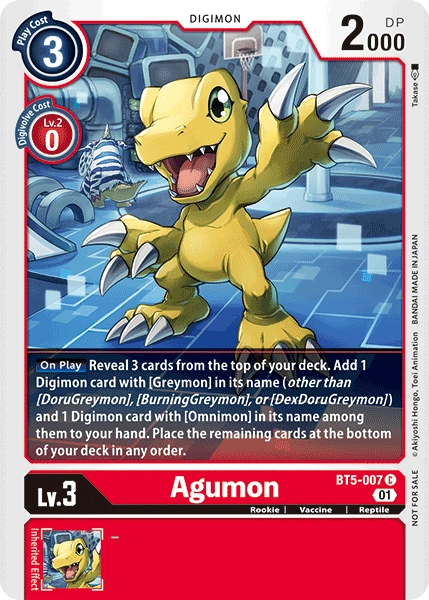 DIGIMON
Play Cost
3
2000
DP
Digivolve Cost
Lv.2
0
Takase
©Akiyoshi Hongo, Toei Animation BANDAI MADE IN JAPAN
NOT FOR SALE
On Play Reveal 3 cards from the top of your deck. Add 1
Digimon card with [Greymon] in its name (other than
[DoruGreymon], [BurningGreymon], or [DexDoruGreymon])
and 1 Digimon card with [Omnimon] in its name among
them to your hand. Place the remaining cards at the bottom
of your deck in any order.
Lv.3
Agumon
BT5-007 C
01
Rookie | Vaccine | Reptile
Inherited Effect
–